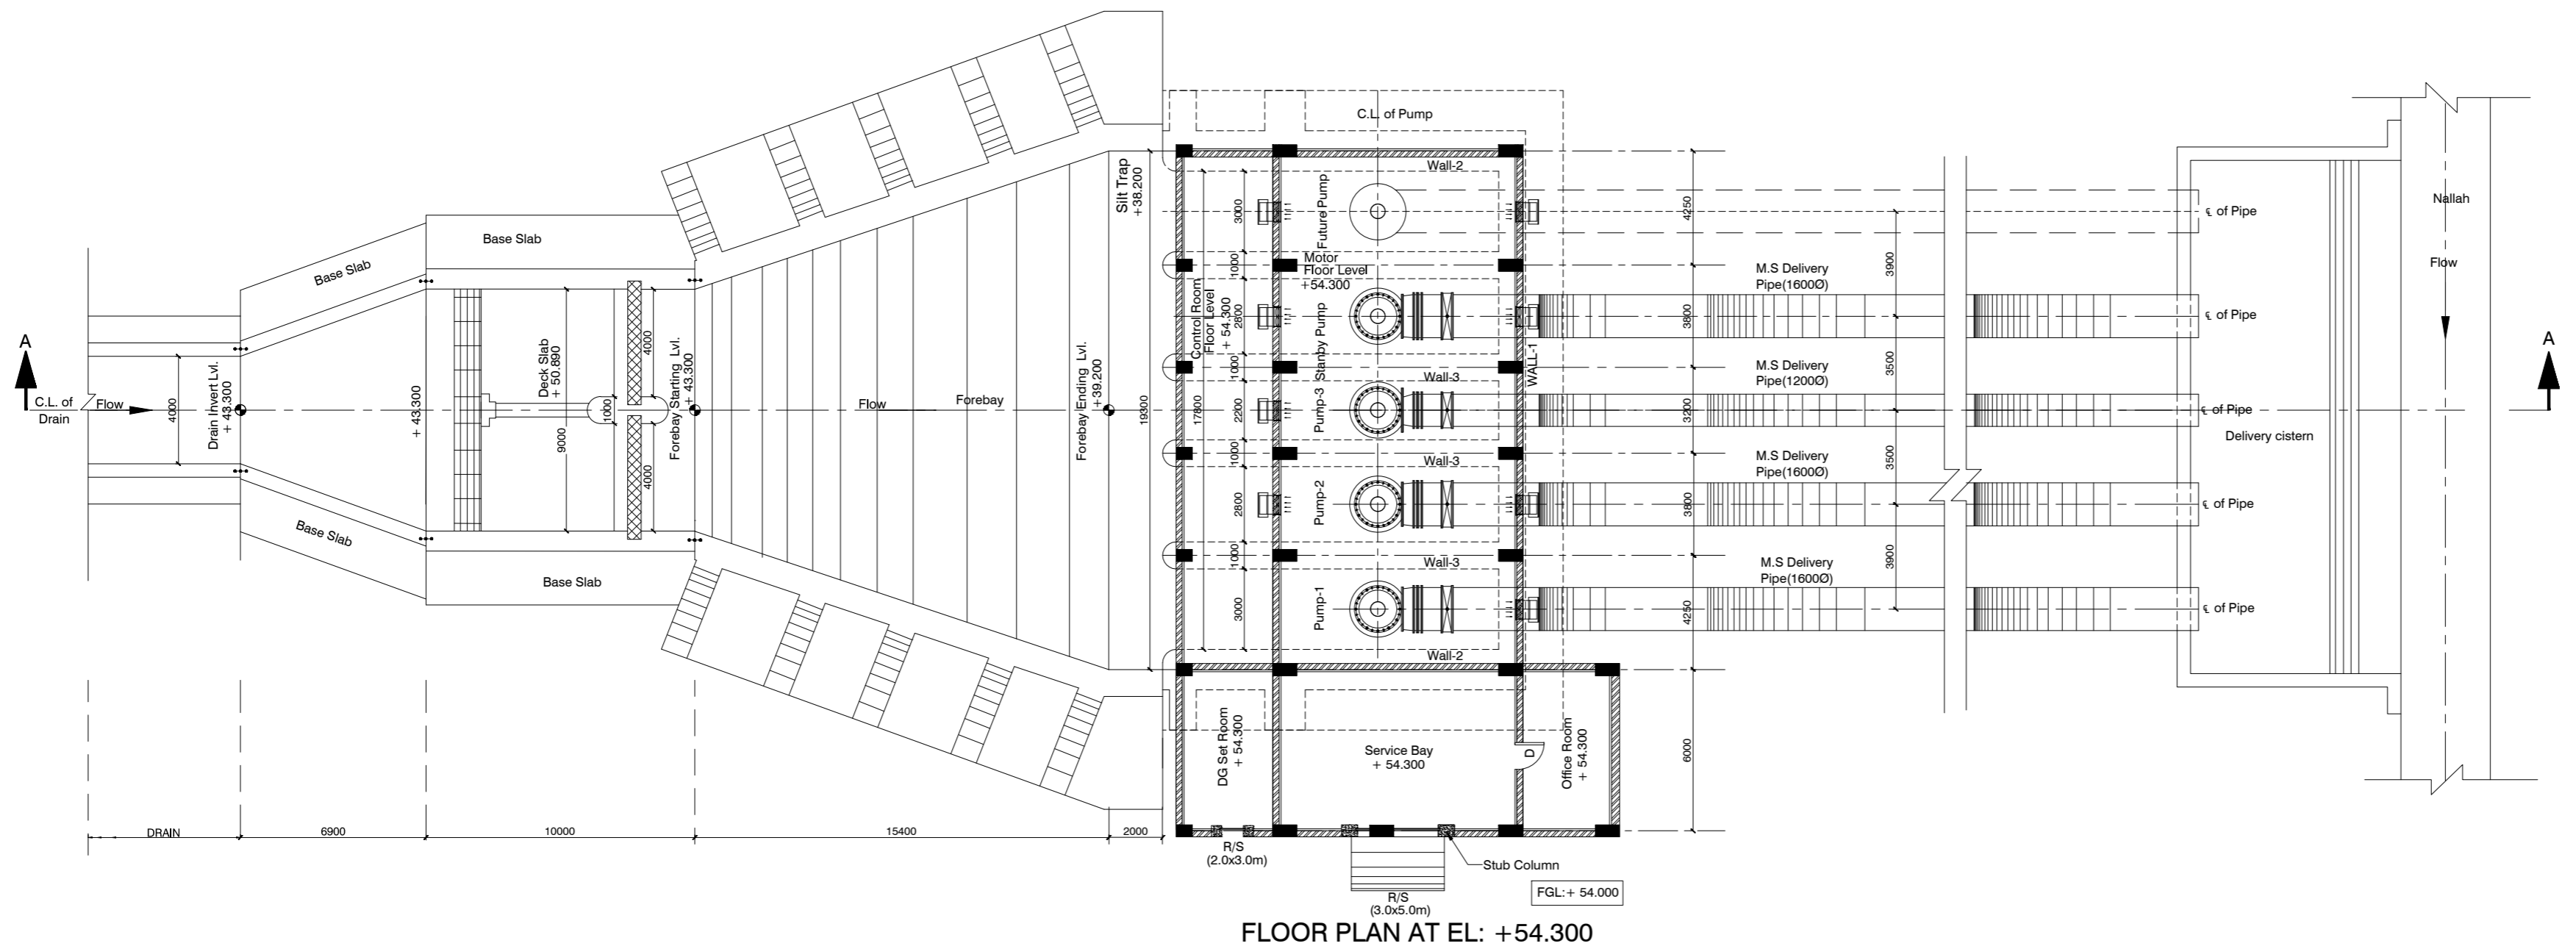 C.L. of Pump
A
C.L. of
Drain
Flow
4000
Drain Invert Lvl.
+ 43.300
Base Slab
Base Slab
Base Slab
Base Slab
+ 43.300
Deck Slab
+ 50.890
9000
1000
4000
4000
Forebay Starting Lvl.
+ 43.300
Flow
Forebay
Forebay Ending Lvl.
+39.200
Silt Trap
+38.200
19300
17800
Control Room
Floor Level
+ 54.300
3000
1000
2800
1000
2200
1000
2800
1000
3000
Wall-2
Future Pump
Motor
Floor Level
+54.300
Stanby Pump
Wall-3
Pump-3
Wall-3
Pump-2
Wall-3
Pump-1
Wall-2
WALL-1
4250
3800
3200
3800
4250
6000
M.S Delivery
Pipe(1600Ø)
M.S Delivery
Pipe(1200Ø)
M.S Delivery
Pipe(1600Ø)
M.S Delivery
Pipe(1600Ø)
3900
3500
3500
3900
℄ of Pipe
℄ of Pipe
℄ of Pipe
℄ of Pipe
℄ of Pipe
Delivery cistern
Nallah
Flow
A
DG Set Room
+ 54.300
Service Bay
+ 54.300
D
Office Room
+ 54.300
DRAIN
6900
10000
15400
2000
R/S
(2.0x3.0m)
Stub Column
R/S
(3.0x5.0m)
FGL:+ 54.000
FLOOR PLAN AT EL: +54.300